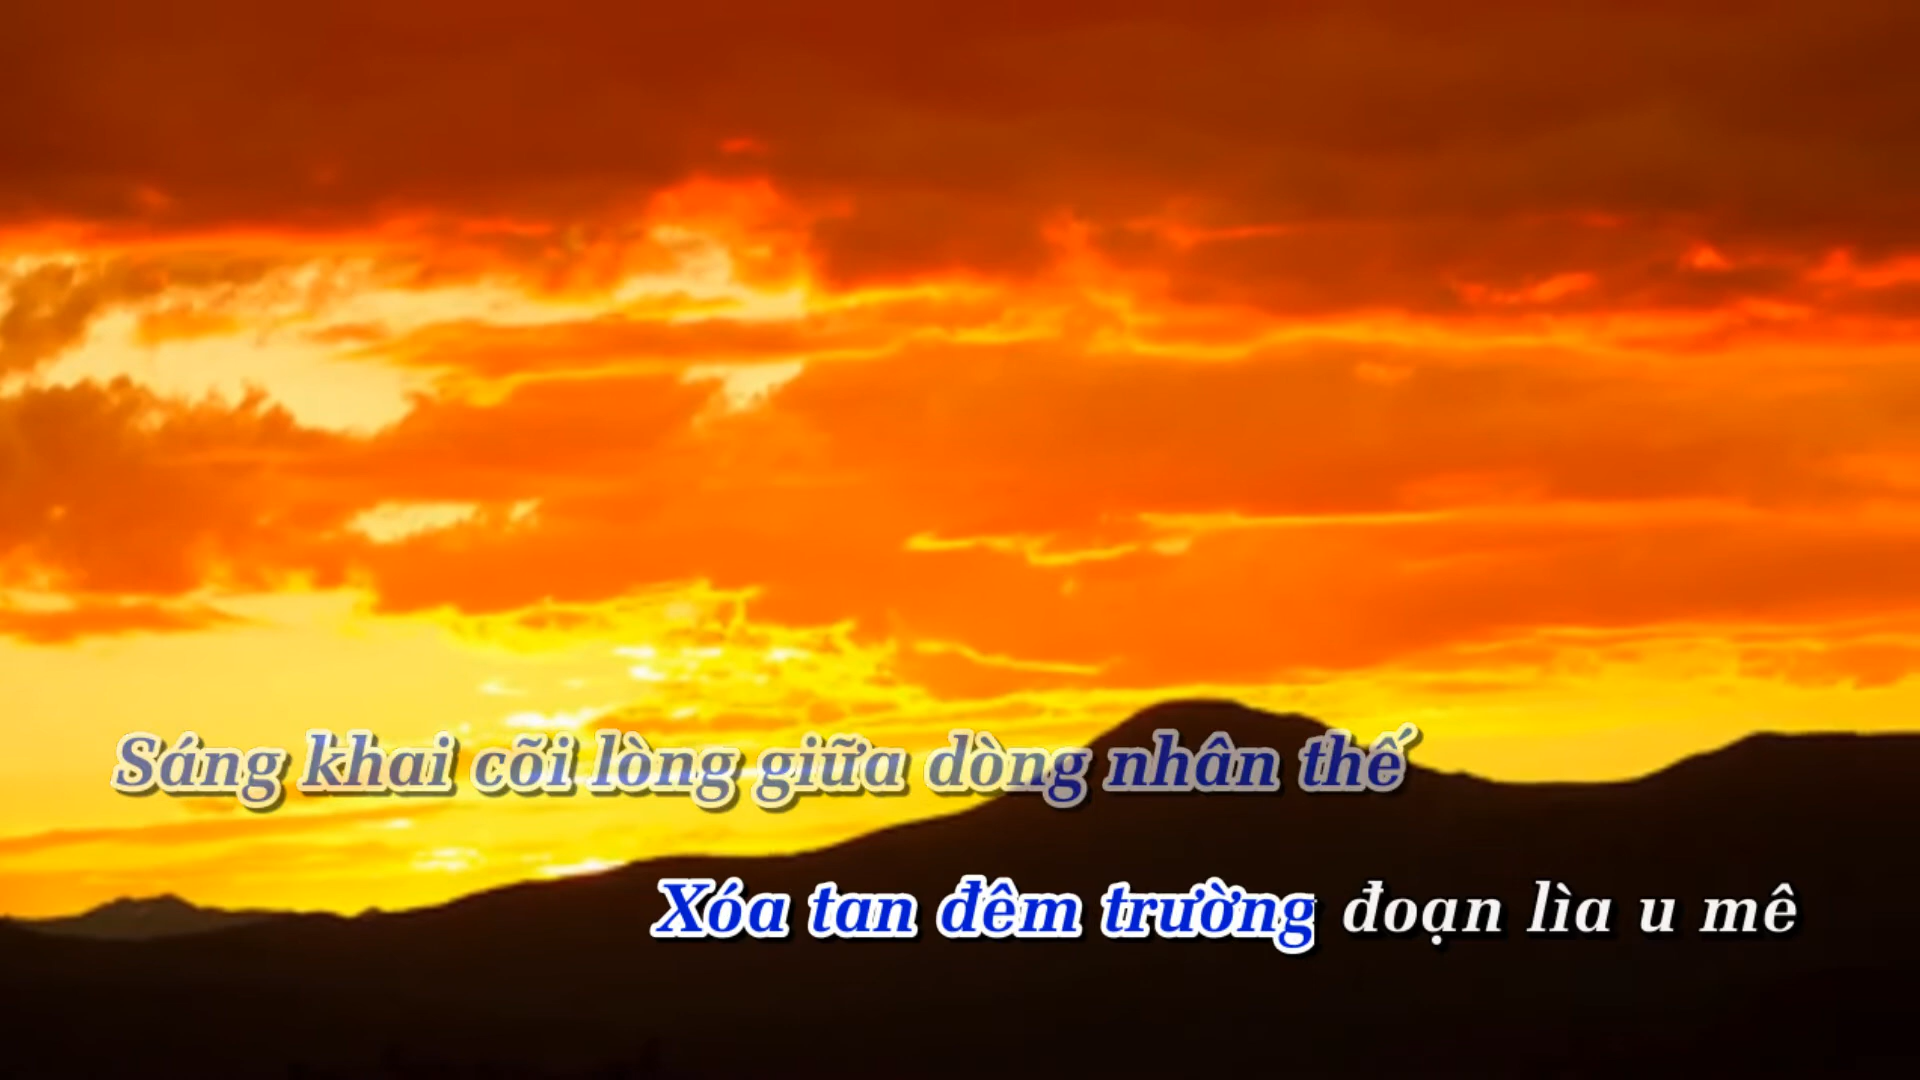 Sáng khai cõi lòng giữa dòng nhân thế
Xóa tan đêm trường đoạn lìa u mê